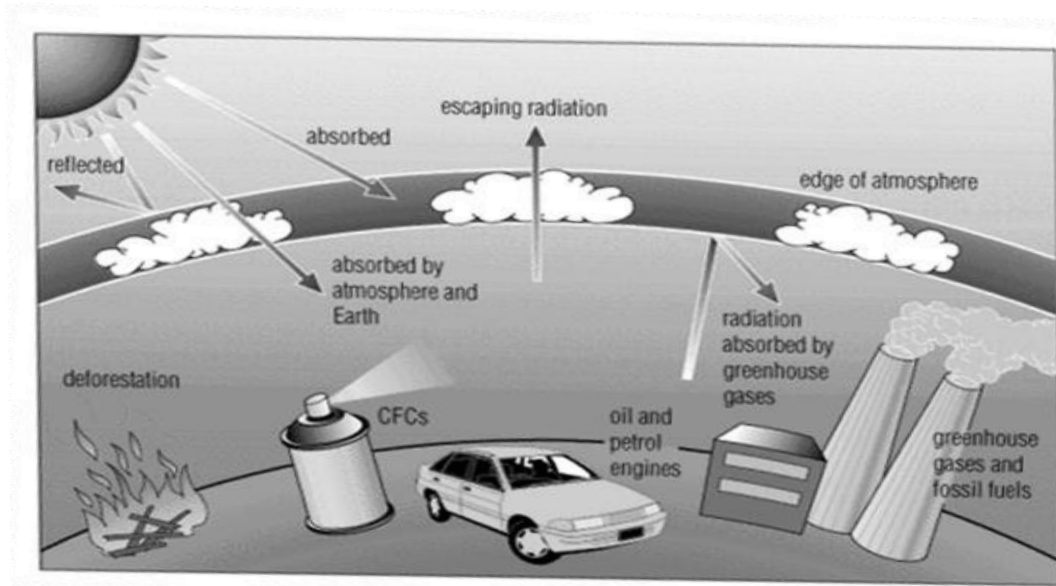 escaping radiation
absorbed
reflected
edge of atmosphere
absorbed by
atmosphere and
Earth
radiation
absorbed by
greenhouse
gases
deforestation
CFCs
oil and
petrol
engines
greenhouse
gases and
fossil fuels